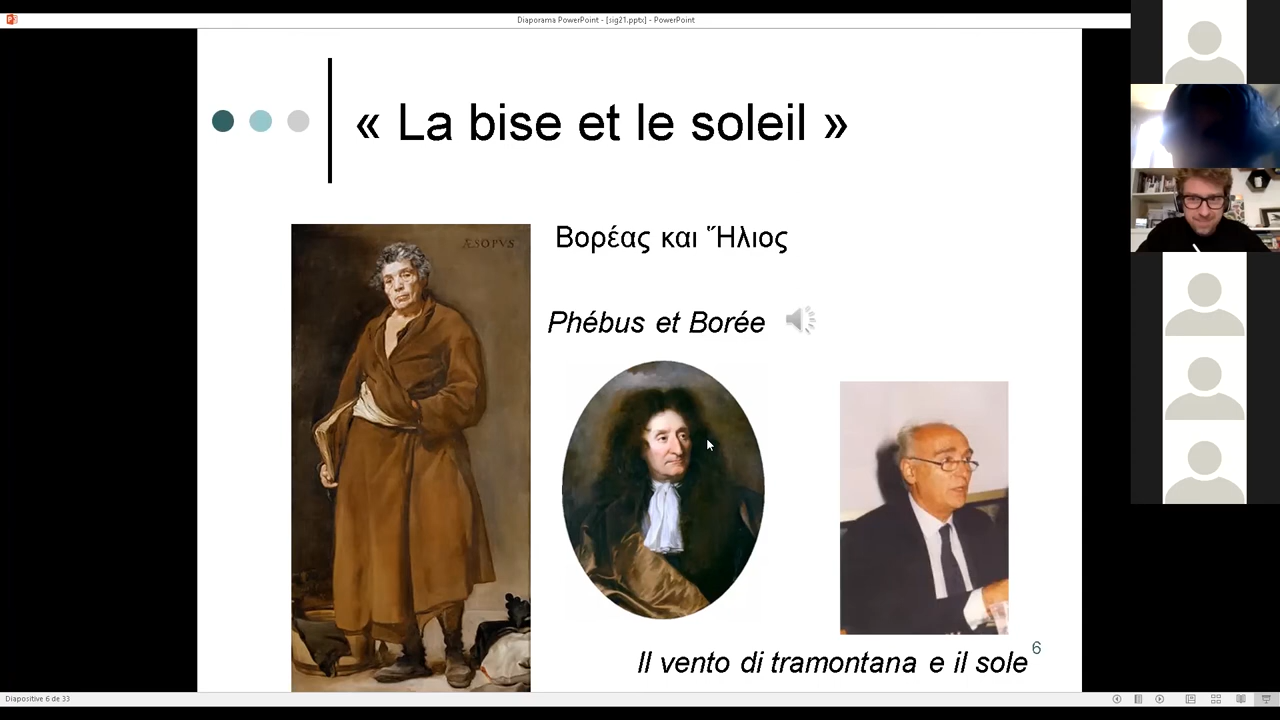 Diaporama PowerPoint - [sig21.pptx] - PowerPoint
« La bise et le soleil »
ÆSOPVS
Βορέας και Ἥλιος
Phébus et Borée
Il vento di tramontana e il sole
6
Diapositive 6 de 33